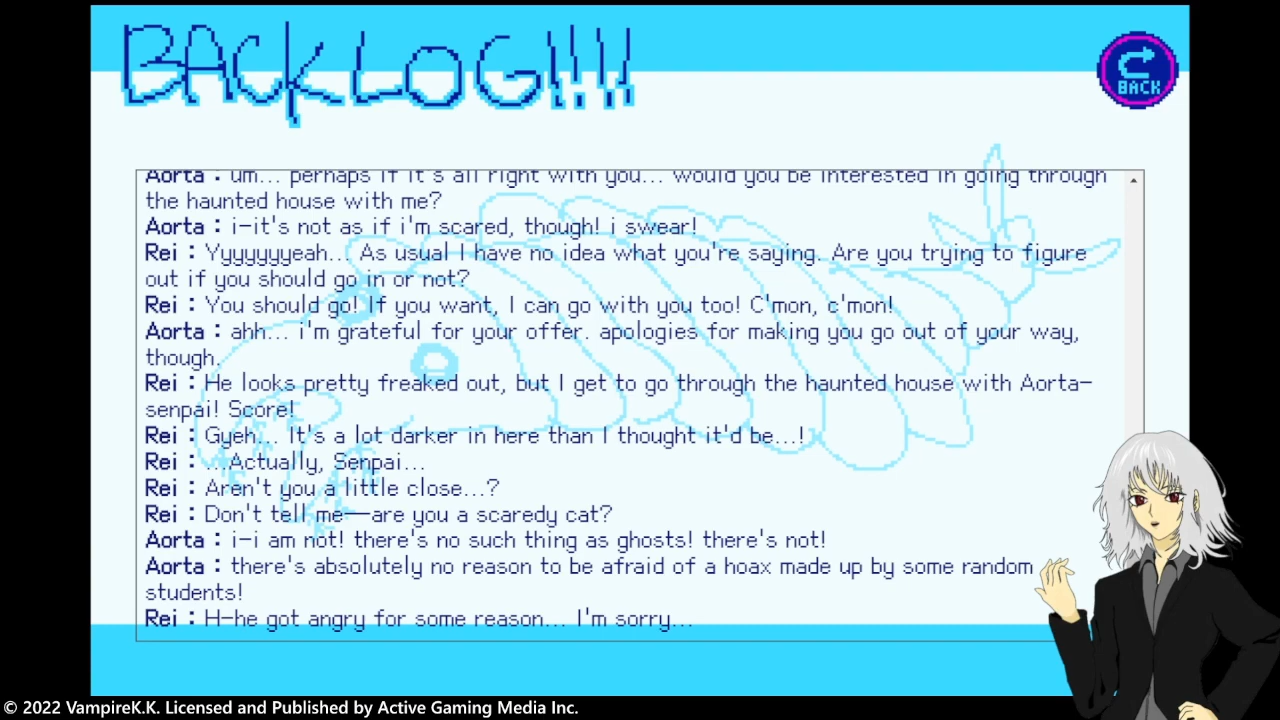 BACKLOG!!!!
BACK
Aorta : um... perhaps if it's all right with you... would you be interested in going through
the haunted house with me?
Aorta : i-it's not as if i'm scared, though! i swear!
Rei : Yyyyyyyeah... As usual I have no idea what you're saying. Are you trying to figure
out if you should go in or not?
Rei : You should go! If you want, I can go with you too! C'mon, c'mon!
Aorta : ahh... i'm grateful for your offer. apologies for making you go out of your way,
though.
Rei : He looks pretty freaked out, but I get to go through the haunted house with Aorta-
senpai! Score!
Rei : Gyeh... It's a lot darker in here than I thought it'd be...!
Rei : ...Actually, Senpai...
Rei : Aren't you a little close...?
Rei : Don't tell me—are you a scaredy cat?
Aorta : i-i am not! there's no such thing as ghosts! there's not!
Aorta : there's absolutely no reason to be afraid of a hoax made up by some random
students!
Rei : H-he got angry for some reason... I'm sorry...
© 2022 VampireK.K. Licensed and Published by Active Gaming Media Inc.